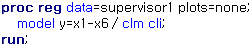 proc reg data=supervisor1 plots=none;
model y=x1-x6 / clm cli;
run;